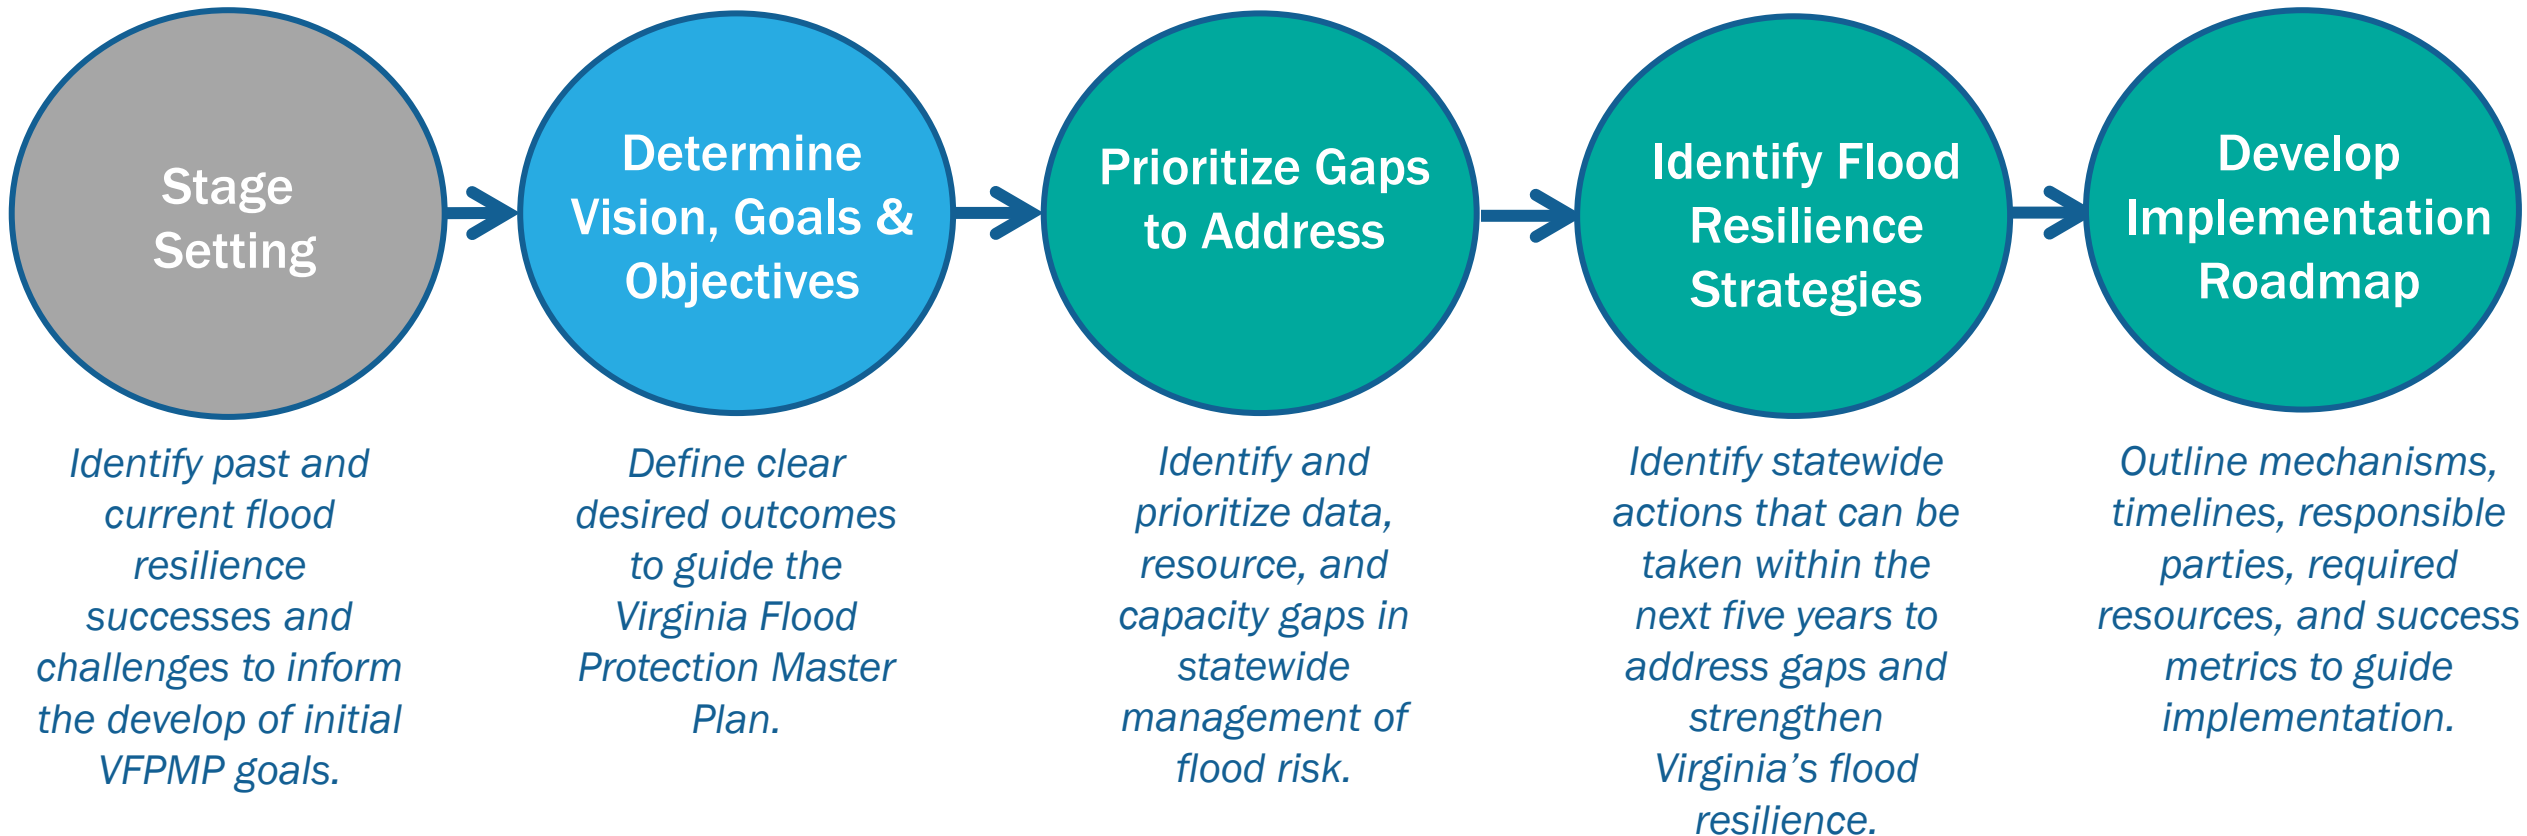 Stage
Setting
Determine
Vision, Goals &
Objectives
Prioritize Gaps
to Address
Identify Flood
Resilience
Strategies
Develop
Implementation
Roadmap
Identify past and
current flood
resilience
successes and
challenges to inform
the develop of initial
VFPMP goals.
Define clear
desired outcomes
to guide the
Virginia Flood
Protection Master
Plan.
Identify and
prioritize data,
resource, and
capacity gaps in
statewide
management of
flood risk.
Identify statewide
actions that can be
taken within the
next five years to
address gaps and
strengthen
Virginia’s flood
resilience.
Outline mechanisms,
timelines, responsible
parties, required
resources, and success
metrics to guide
implementation.